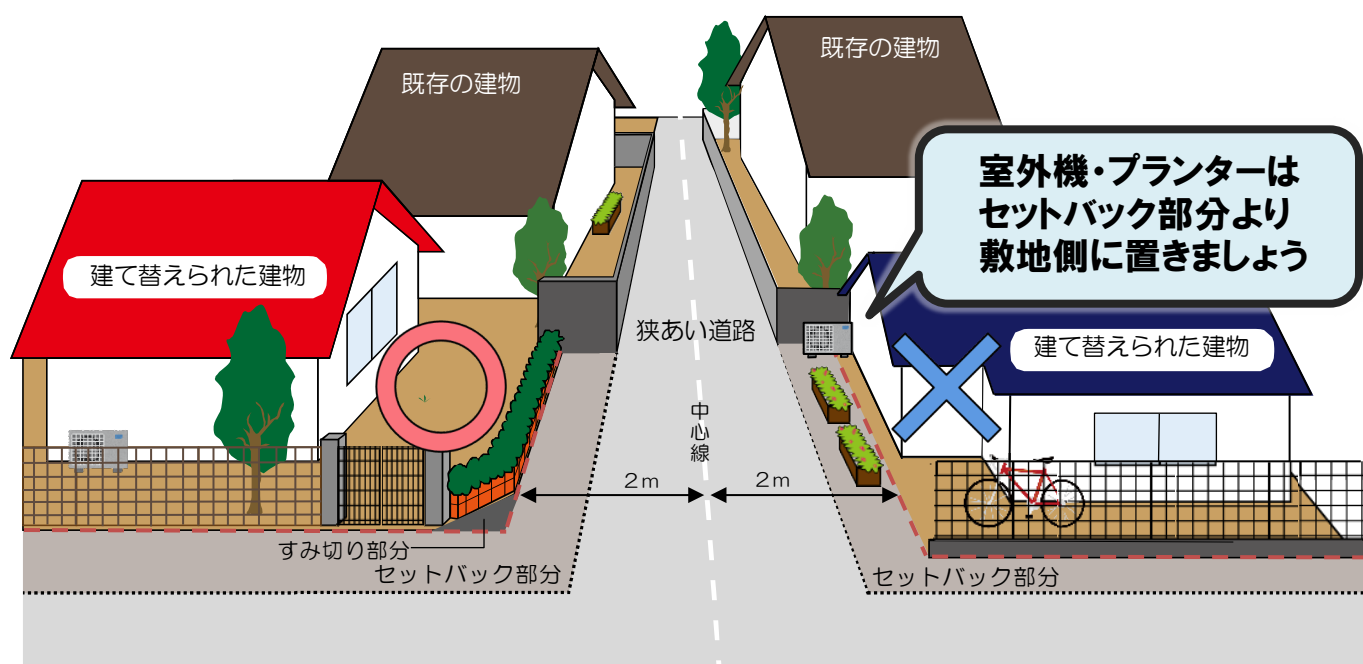 既存の建物
既存の建物
室外機・プランターは
セットバック部分より
敷地側に置きましょう
建て替えられた建物
狭あい道路
建て替えられた建物
中心線
2m
2m
すみ切り部分
セットバック部分
セットバック部分